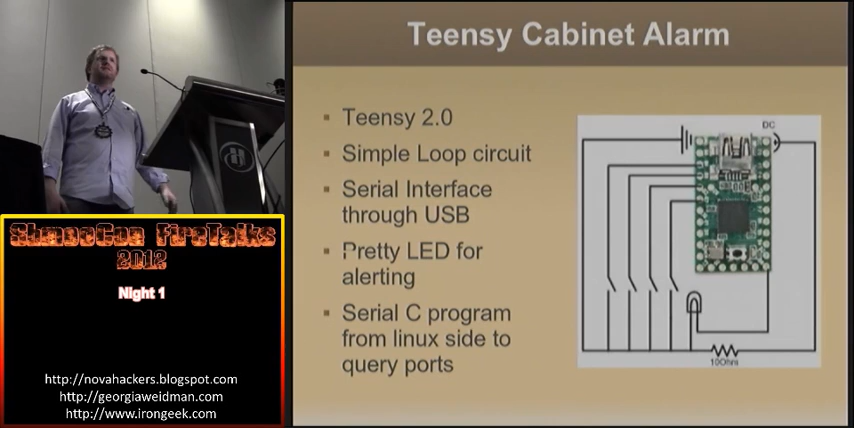 Teensy Cabinet Alarm
Teensy 2.0
Simple Loop circuit
Serial Interface
through USB
Pretty LED for
alerting
Serial C program
from linux side to
query ports
DC
10Ohm
ShmooCon FireTalks
2012
Night 1
http://novahackers.blogspot.com
http://georgiaweidman.com
http://www.irongeek.com